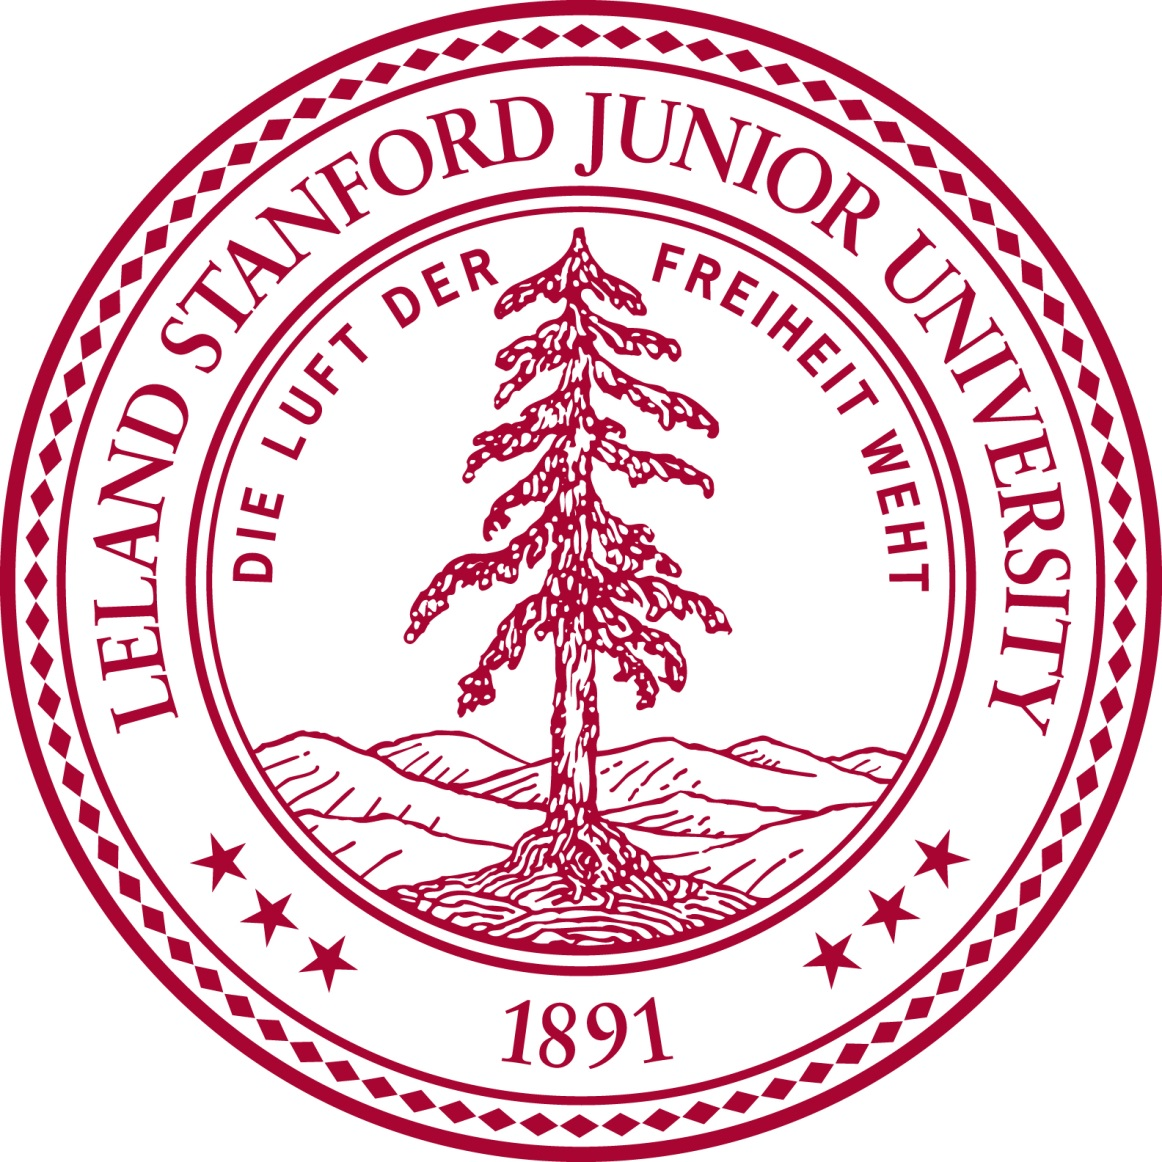 LELAND STANFORD JUNIOR UNIVERSITY
DIE LUFT DER FREIHEIT WEHT
1891